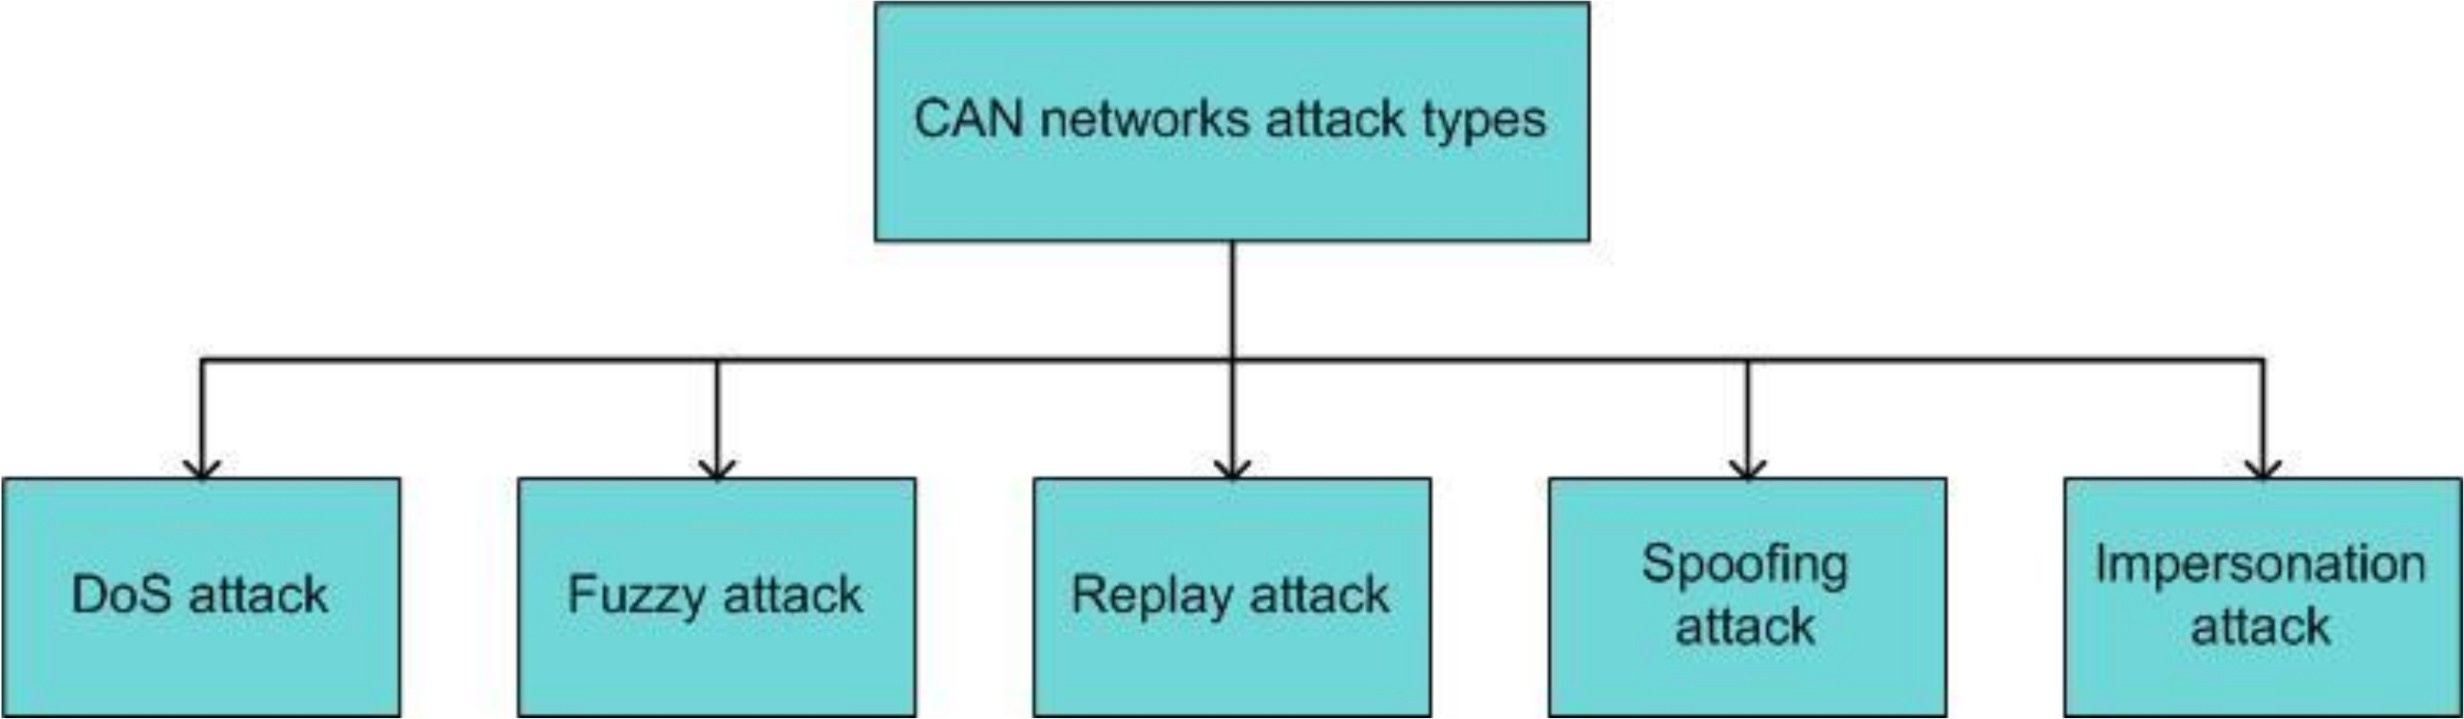 CAN networks attack types
DoS attack
Fuzzy attack
Replay attack
Spoofing
attack
Impersonation
attack